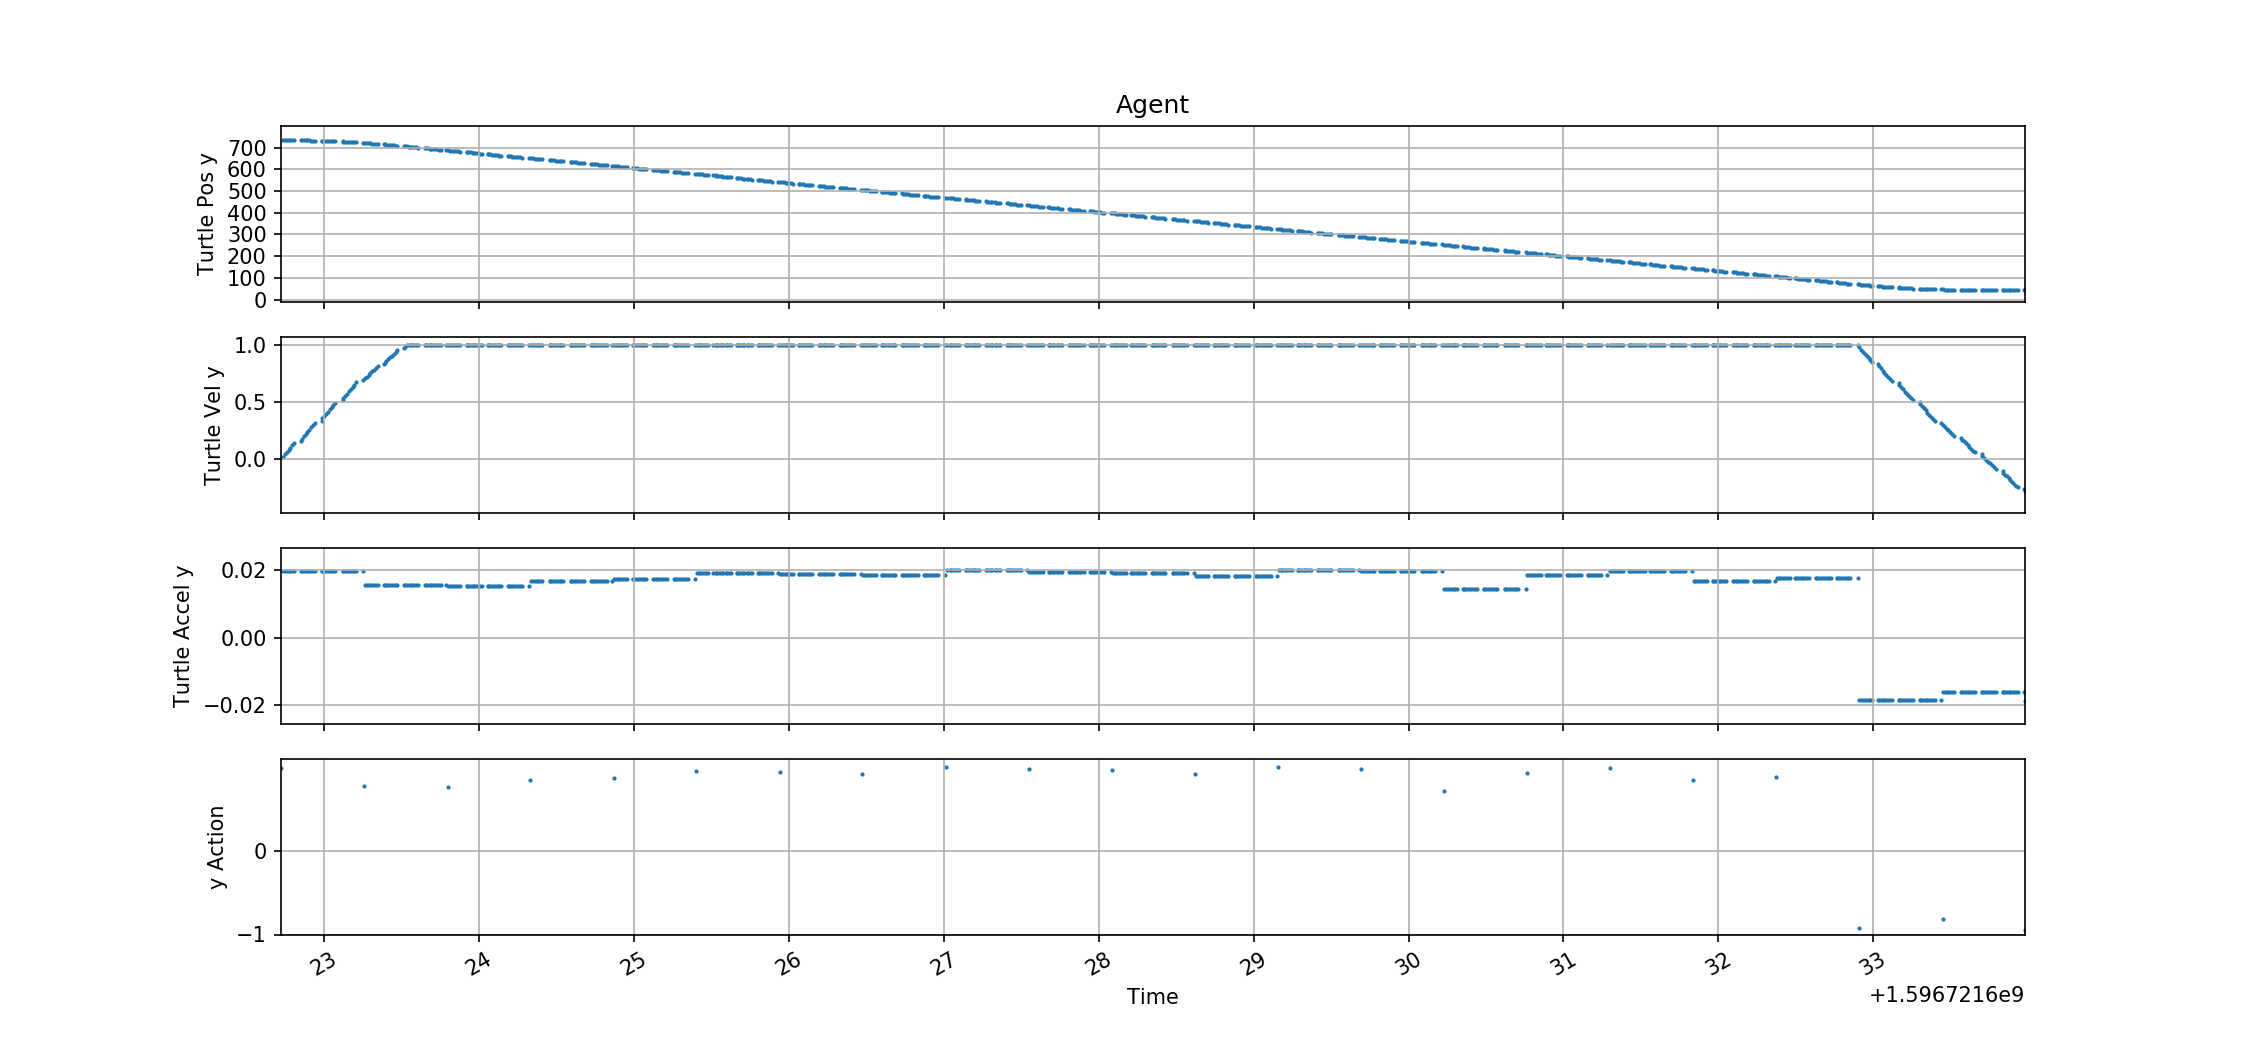 Agent
Turtle Pos y
700
600
500
400
300
200
100
0
Turtle Vel y
1.0
0.5
0.0
Turtle Accel y
0.02
0.00
−0.02
y Action
0
−1
23 24 25 26 27 28 29 30 31 32 33
Time
+1.5967216e9